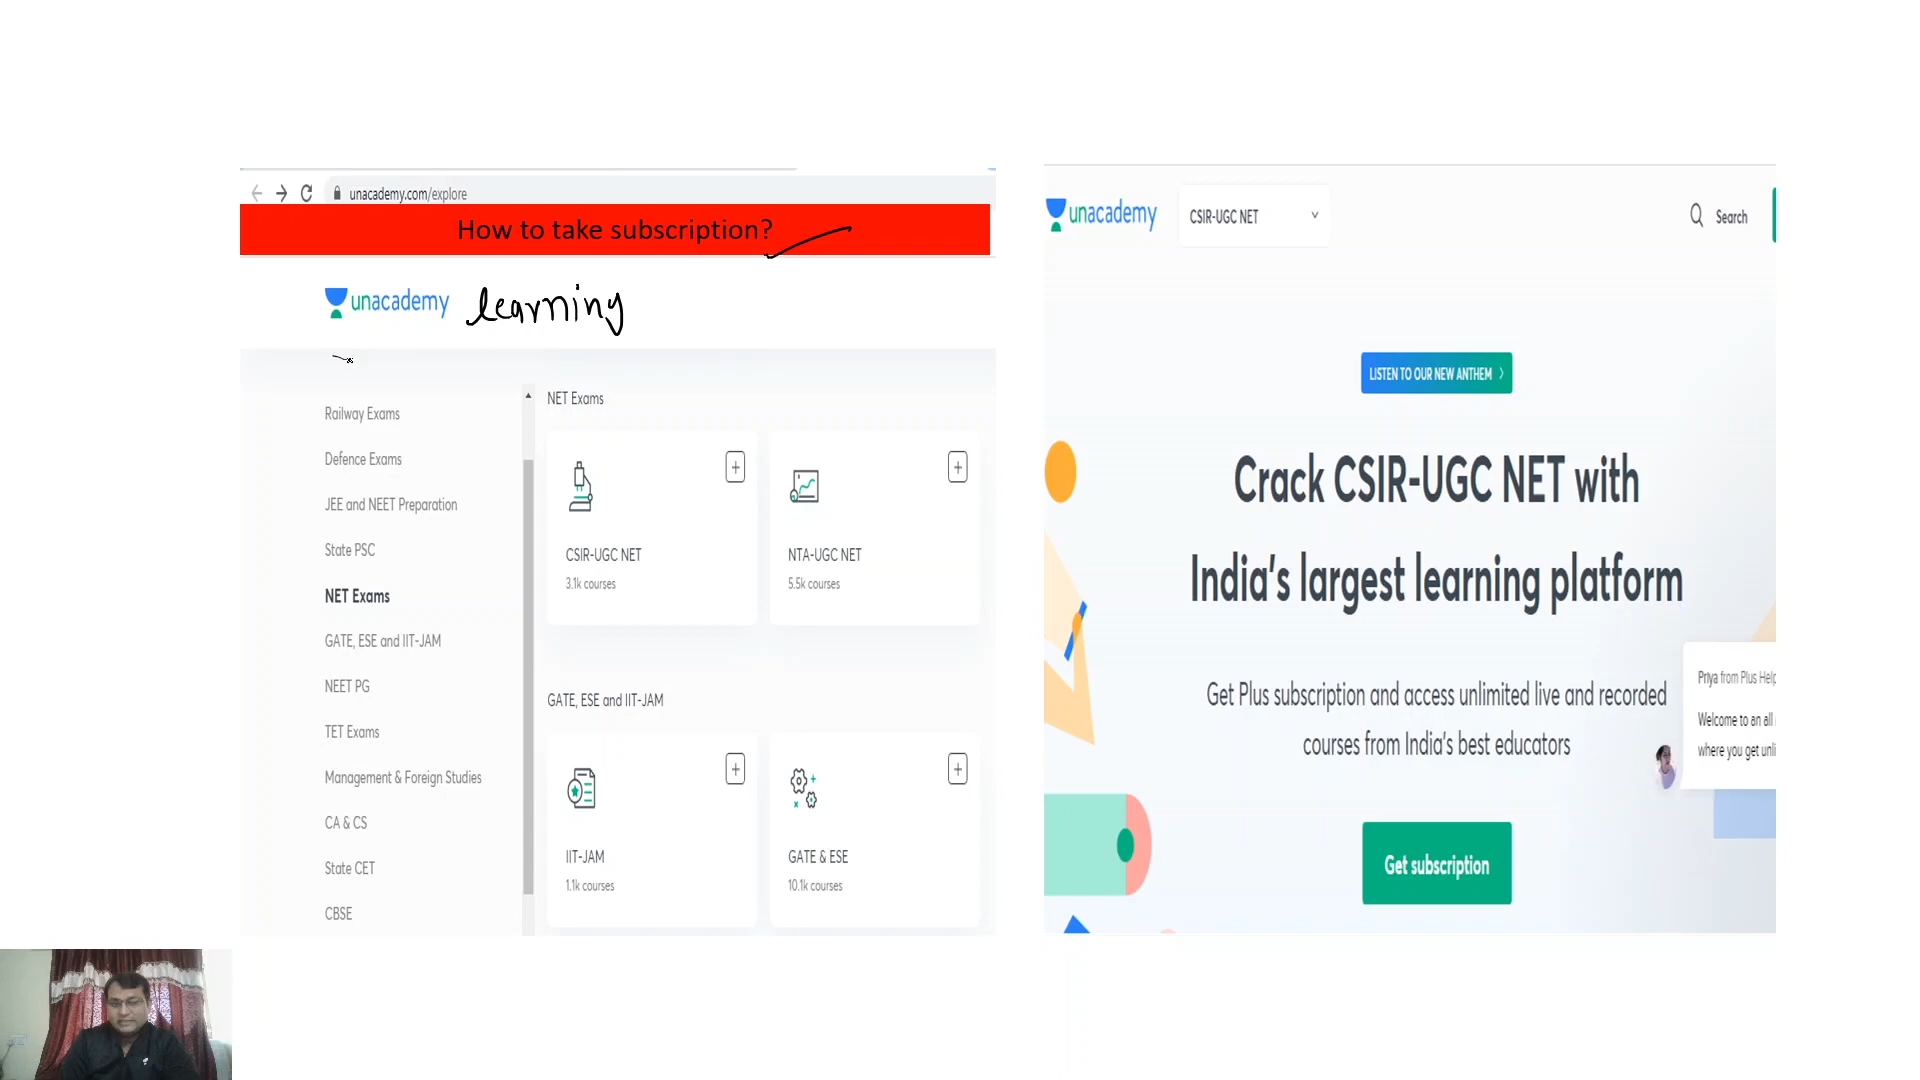 unacademy.com/explore
How to take subscription?
unacademy learning
Railway Exams
Defence Exams
JEE and NEET Preparation
State PSC
NET Exams
GATE, ESE and IIT-JAM
NEET PG
TET Exams
Management & Foreign Studies
CA & CS
State CET
CBSE
NET Exams
CSIR-UGC NET
3.1k courses
NTA-UGC NET
5.5k courses
GATE, ESE and IIT-JAM
IIT-JAM
1.1k courses
GATE & ESE
10.1k courses
unacademy
CSIR-UGC NET
Search
LISTEN TO OUR NEW ANTHEM
Crack CSIR-UGC NET with
India's largest learning platform
Get Plus subscription and access unlimited live and recorded
courses from India's best educators
Priya from Plus Help
Welcome to an all
where you get unli
Get subscription